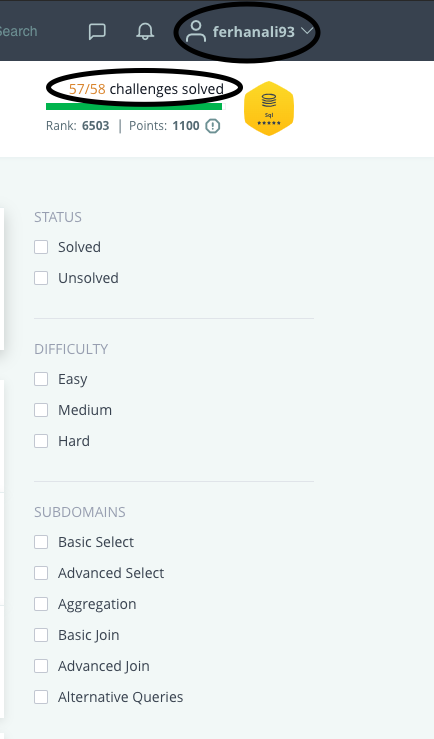 Search
ferhanali93
57/58 challenges solved
Rank: 6503 | Points: 1100
Sql
★★★★★
STATUS
Solved
Unsolved
DIFFICULTY
Easy
Medium
Hard
SUBDOMAINS
Basic Select
Advanced Select
Aggregation
Basic Join
Advanced Join
Alternative Queries